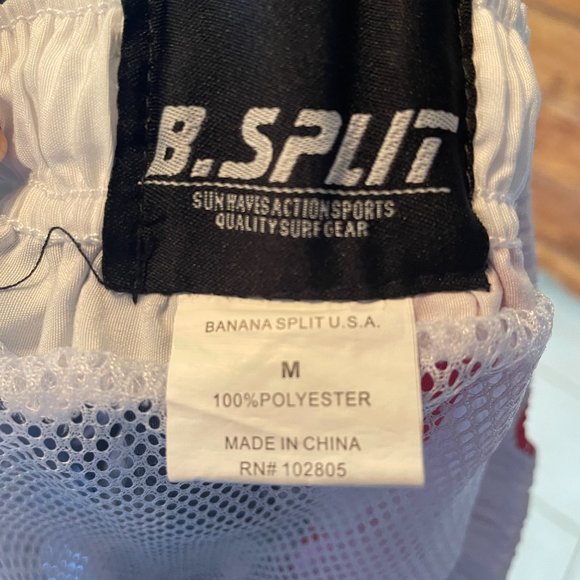 B.SPLIT
SUN WAVES ACTION SPORTS
QUALITY SURF GEAR
BANANA SPLIT U.S.A.
M
100%POLYESTER
MADE IN CHINA
RN# 102805